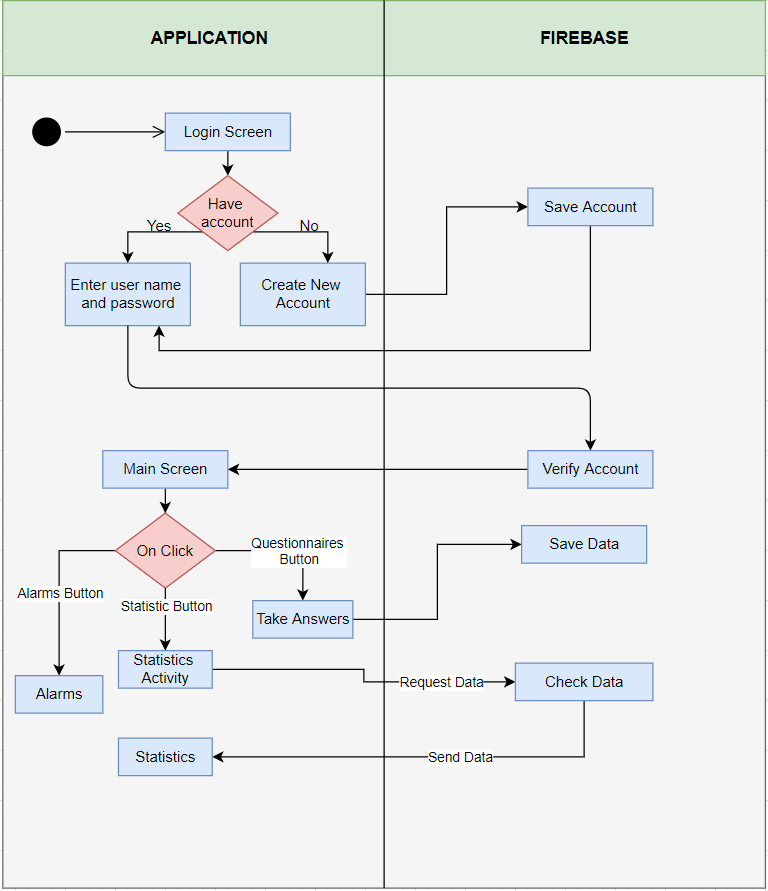 APPLICATION
FIREBASE
Login Screen
Have
account
Yes
No
Save Account
Enter user name
and password
Create New
Account
Main Screen
Verify Account
On Click
Questionnaires
Button
Save Data
Alarms Button
Statistic Button
Take Answers
Statistics
Activity
Request Data
Check Data
Alarms
Statistics
Send Data